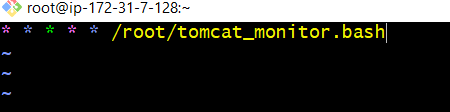 root@ip-172-31-7-128:~
* * * * * /root/tomcat_monitor.bash
~
~
~